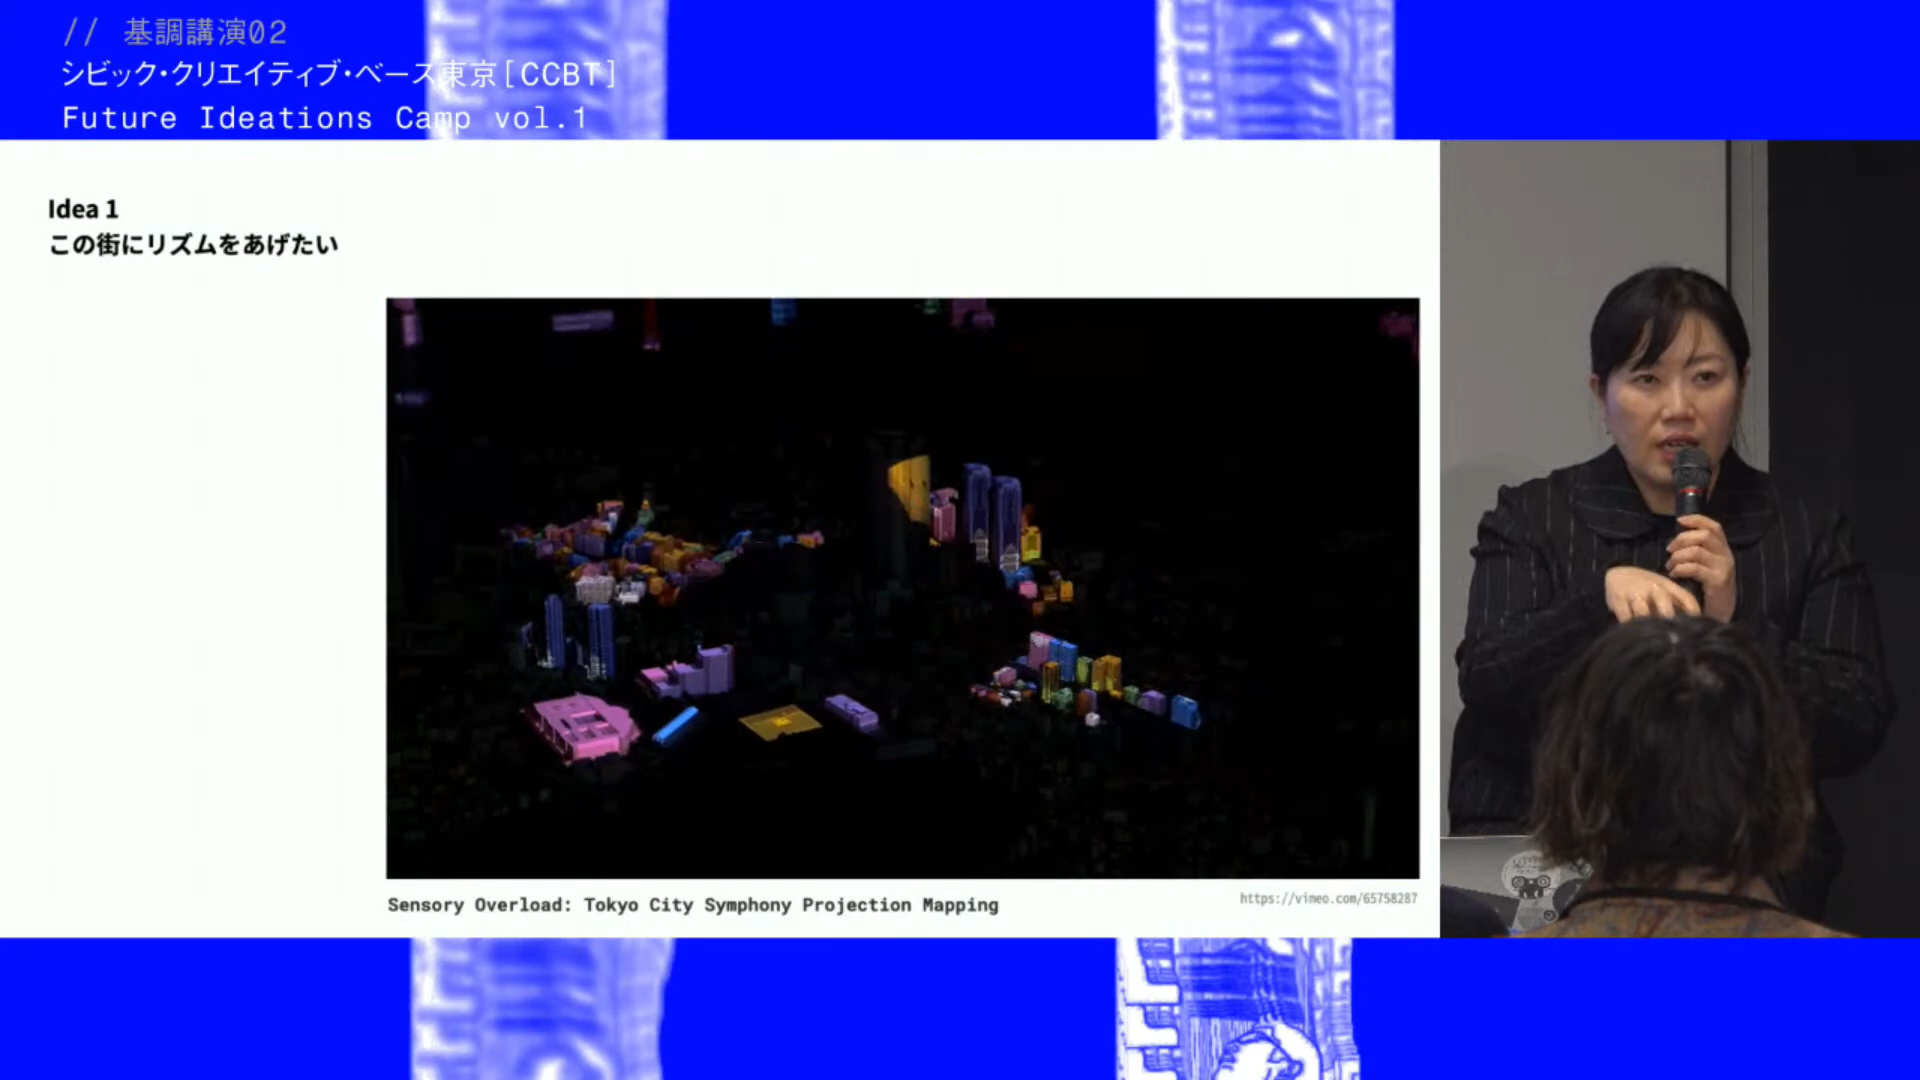 // 基調講演02
シビック・クリエイティブ・ベース東京[CCBT]
Future Ideations Camp vol.1
Idea 1
この街にリズムをあげたい
Sensory Overload: Tokyo City Symphony Projection Mapping
https://vimeo.com/65758287